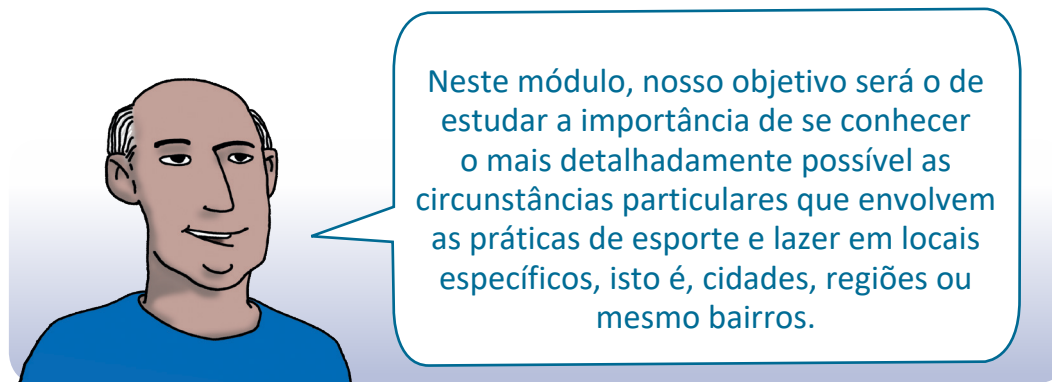 Neste módulo, nosso objetivo será o de
estudar a importância de se conhecer
o mais detalhadamente possível as
circunstâncias particulares que envolvem
as práticas de esporte e lazer em locais
específicos, isto é, cidades, regiões ou
mesmo bairros.